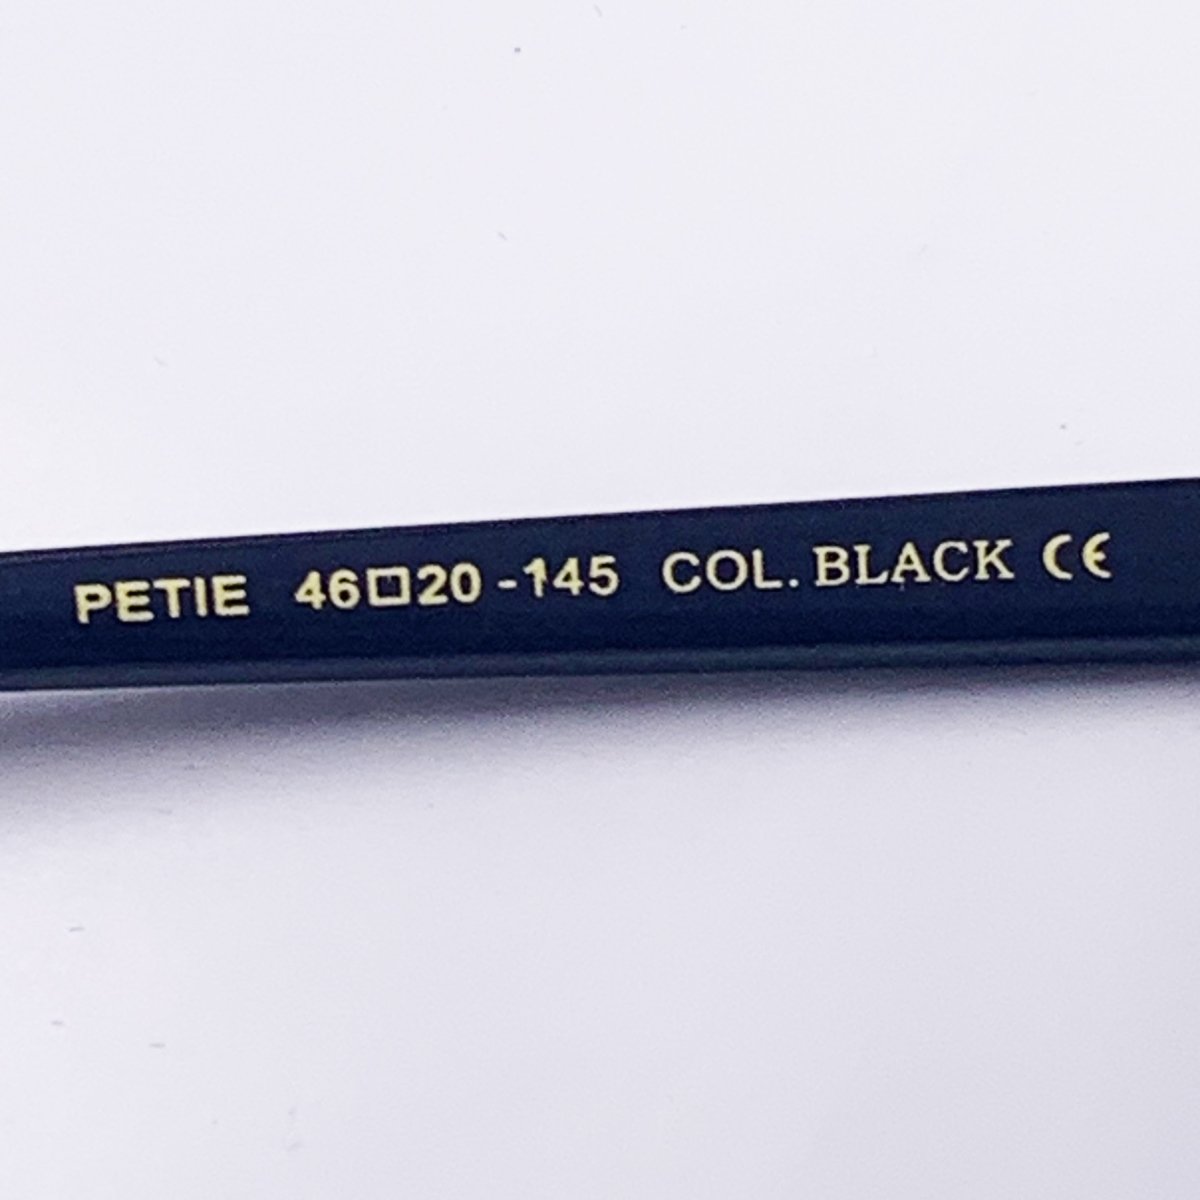 PETIE 46□20-145 COL. BLACK CE